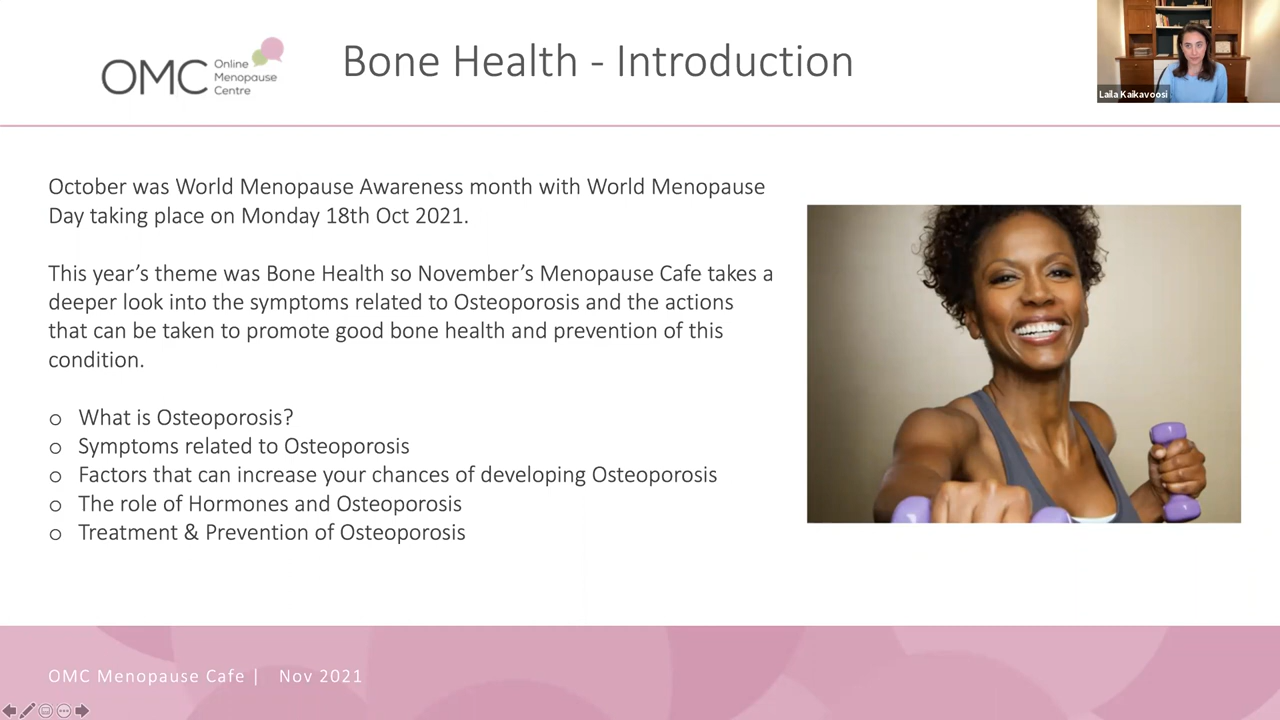 OMC Online Menopause Centre
Bone Health - Introduction
Laila Kaikavoosi
October was World Menopause Awareness month with World Menopause
Day taking place on Monday 18th Oct 2021.
This year’s theme was Bone Health so November’s Menopause Cafe takes a
deeper look into the symptoms related to Osteoporosis and the actions
that can be taken to promote good bone health and prevention of this
condition.
o What is Osteoporosis?
o Symptoms related to Osteoporosis
o Factors that can increase your chances of developing Osteoporosis
o The role of Hormones and Osteoporosis
o Treatment & Prevention of Osteoporosis
OMC Menopause Cafe | Nov 2021